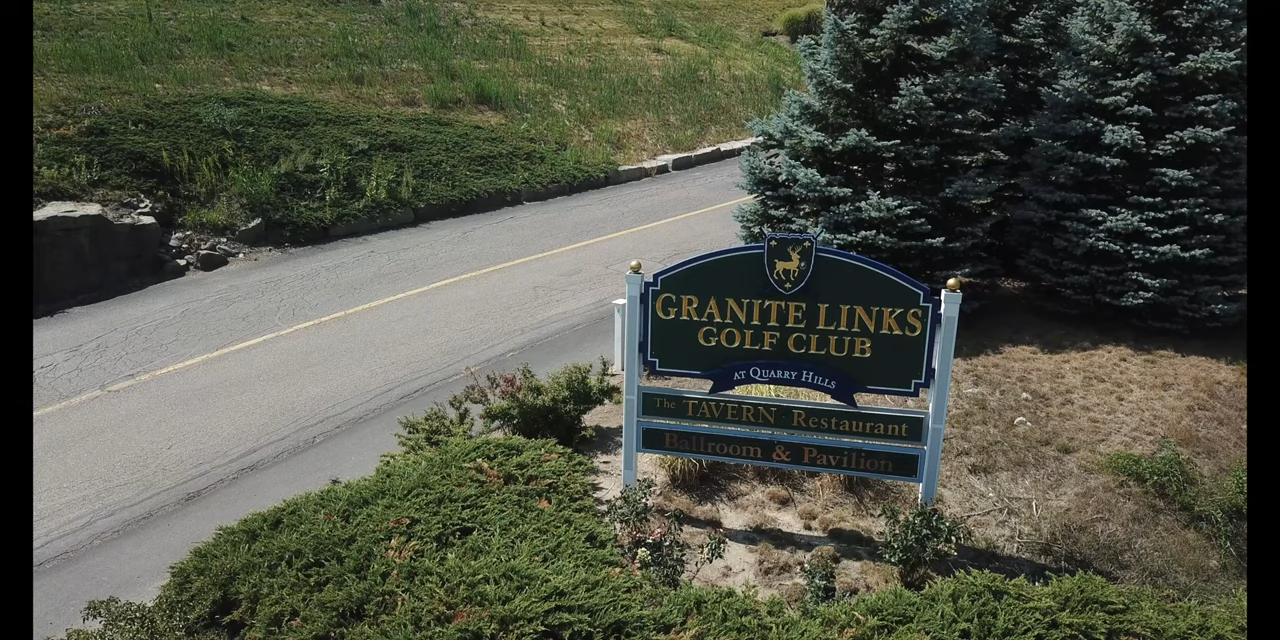 GRANITE LINKS
GOLF CLUB
AT QUARRY HILLS
The TAVERN Restaurant
Ballroom & Pavilion